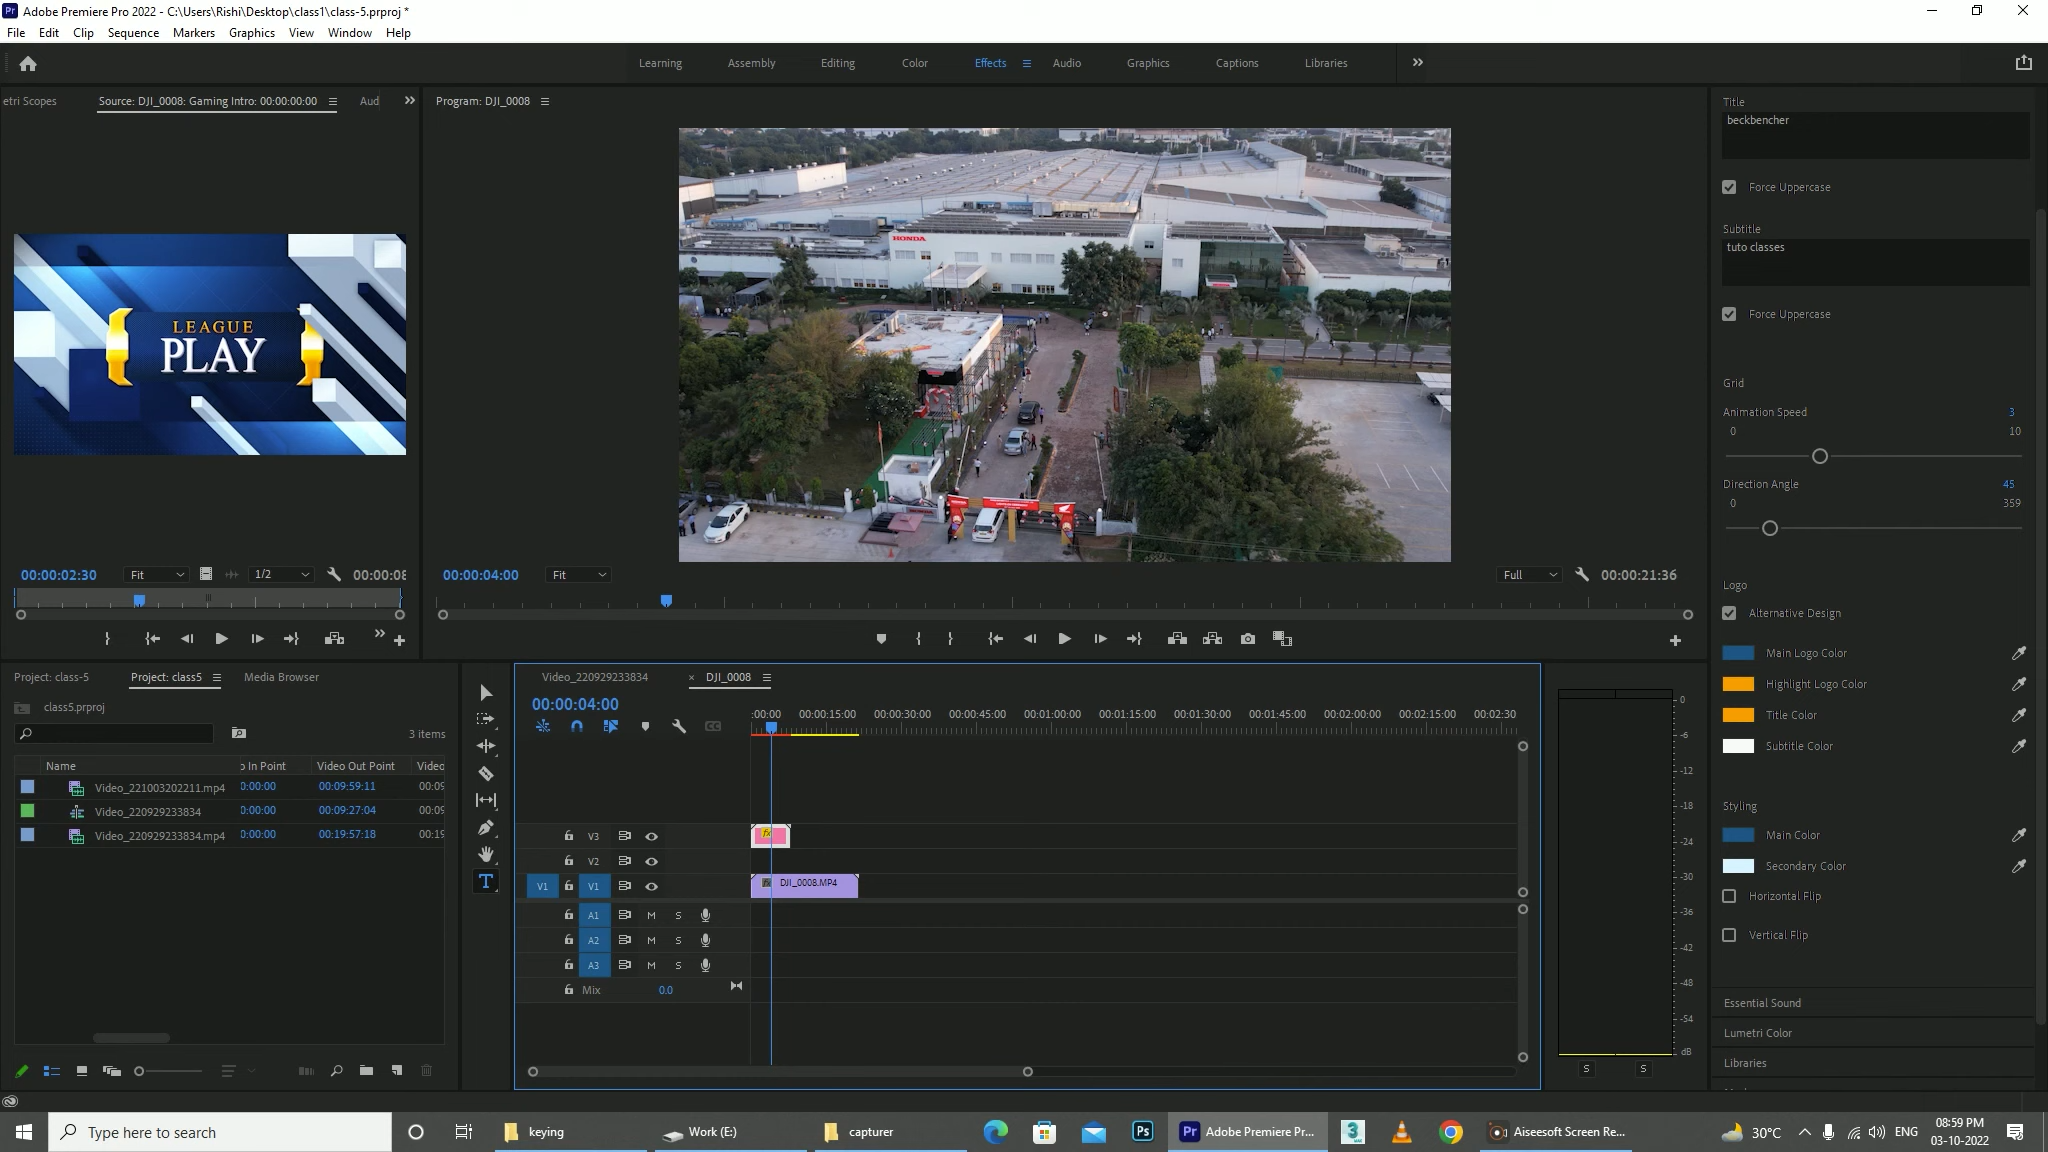 Adobe Premiere Pro 2022 - C:\Users\Rishi\Desktop\class1\class-5.prproj *
File Edit Clip Sequence Markers Graphics View Window Help
Learning Assembly Editing Color Effects Audio Graphics Captions Libraries
etri Scopes Source: DJI_0008: Gaming Intro: 00:00:00:00 Aud
Program: DJI_0008
LEAGUE
PLAY
HONDA
00:00:02:30 Fit 1/2 00:00:08
00:00:04:00 Fit Full 00:00:21:36
Title
beckbencher
Force Uppercase
Subtitle
tuto classes
Force Uppercase
Grid
Animation Speed 3
0 10
Direction Angle 45
0 359
Logo
Alternative Design
Main Logo Color
Highlight Logo Color
Title Color
Subtitle Color
Styling
Main Color
Secondary Color
Horizontal Flip
Vertical Flip
Essential Sound
Lumetri Color
Libraries
Project: class-5 Project: class5 Media Browser
class5.prproj
3 items
Name o In Point Video Out Point Video
Video_221003202211.mp4 0:00:00 00:09:59:11 00:09
Video_220929233834 0:00:00 00:09:27:04 00:09
Video_220929233834.mp4 0:00:00 00:19:57:18 00:19
Video_220929233834 × DJI_0008
00:00:04:00
:00:00 00:00:15:00 00:00:30:00 00:00:45:00 00:01:00:00 00:01:15:00 00:01:30:00 00:01:45:00 00:02:00:00 00:02:15:00 00:02:30
V3 fx
V2
V1 V1 fx DJI_0008.MP4
A1 M S
A2 M S
A3 M S
Mix 0.0
0
-6
-12
-18
-24
-30
-36
-42
-48
-54
dB
S S
Type here to search
keying
Work (E:)
capturer
Ps
Pr Adobe Premiere Pr...
3
Aiseesoft Screen Re...
30°C ENG
08:59 PM
03-10-2022